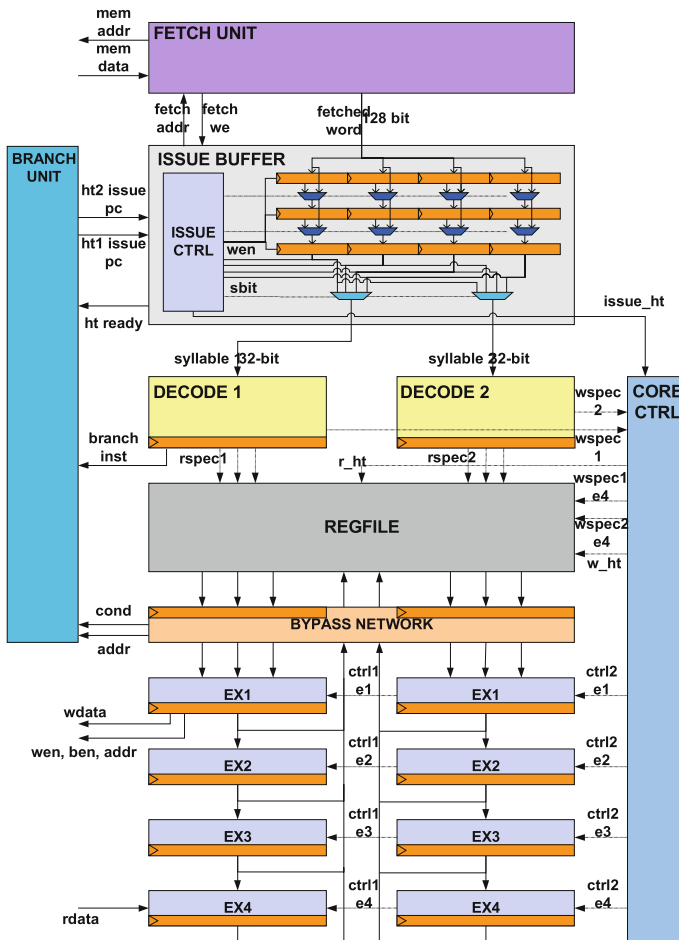 mem
addr
mem
data
FETCH UNIT
fetch
addr
fetch
we
fetched
word
128 bit
BRANCH
UNIT
ISSUE BUFFER
ht2 issue
pc
ht1 issue
pc
ISSUE
CTRL
wen
sbit
ht ready
issue_ht
syllable 1
32-bit
syllable 2
32-bit
DECODE 1
DECODE 2
CORE
CTRL
wspec
2
wspec
1
branch
inst
rspec1
r_ht
rspec2
wspec1
e4
REGFILE
wspec2
e4
w_ht
cond
addr
BYPASS NETWORK
EX1
ctrl1
e1
EX1
ctrl2
e1
wdata
wen, ben, addr
EX2
ctrl1
e2
EX2
ctrl2
e2
EX3
ctrl1
e3
EX3
ctrl2
e3
rdata
EX4
ctrl1
e4
EX4
ctrl2
e4